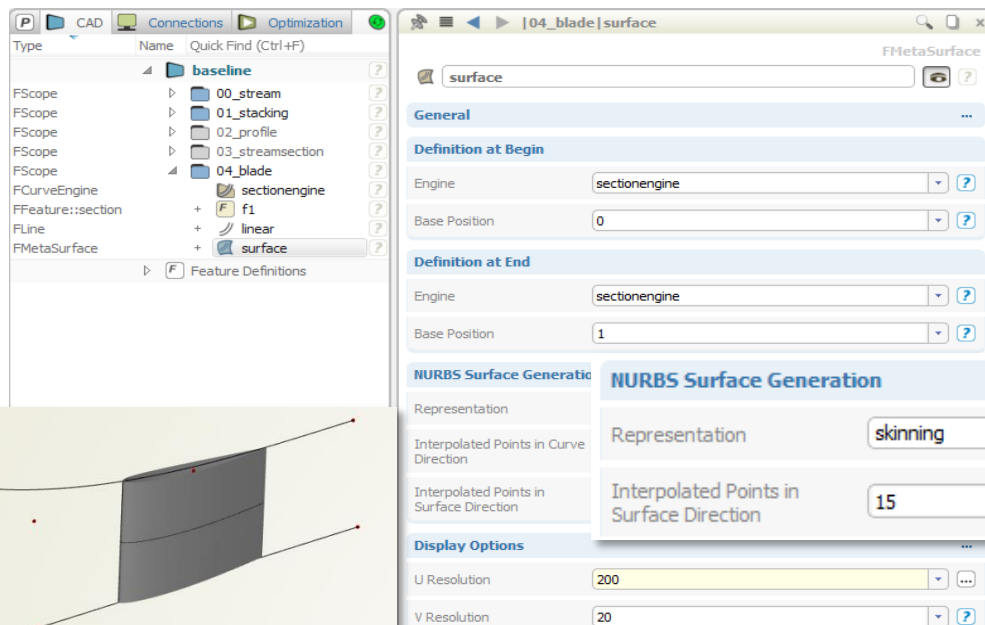 P CAD Connections Optimization
Type Name Quick Find (Ctrl+F)
baseline ?
FScope 00_stream ?
FScope 01_stacking ?
FScope 02_profile ?
FScope 03_streamsection ?
FScope 04_blade ?
FCurveEngine sectionengine ?
FFeature::section + F f1 ?
FLine + linear ?
FMetaSurface + surface ?
F Feature Definitions ?
|04_blade|surface
FMetaSurface
surface ?
General ...
Definition at Begin
Engine sectionengine ?
Base Position 0 ?
Definition at End
Engine sectionengine ?
Base Position 1 ?
NURBS Surface Generatio
Representation
Interpolated Points in Curve
Direction
Interpolated Points in
Surface Direction
NURBS Surface Generation
Representation skinning
Interpolated Points in
Surface Direction
15
Display Options ...
U Resolution 200 ...
V Resolution 20 ?